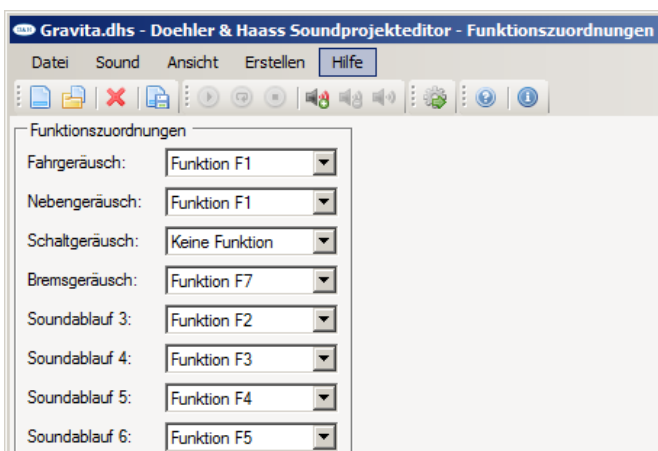 D&H Gravita.dhs - Doehler & Haass Soundprojekteditor - Funktionszuordnungen
Datei Sound Ansicht Erstellen Hilfe
Funktionszuordnungen
Fahrgeräusch: Funktion F1
Nebengeräusch: Funktion F1
Schaltgeräusch: Keine Funktion
Bremsgeräusch: Funktion F7
Soundablauf 3: Funktion F2
Soundablauf 4: Funktion F3
Soundablauf 5: Funktion F4
Soundablauf 6: Funktion F5